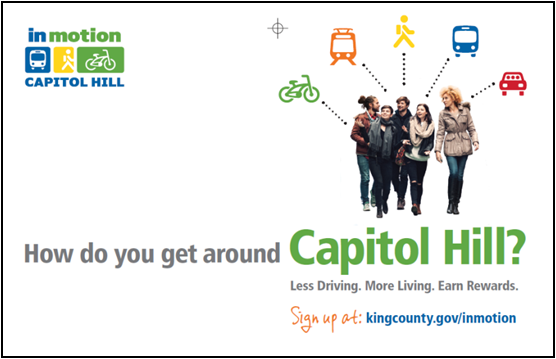 in motion
CAPITOL HILL
How do you get around Capitol Hill?
Less Driving. More Living. Earn Rewards.
Sign up at: kingcounty.gov/inmotion